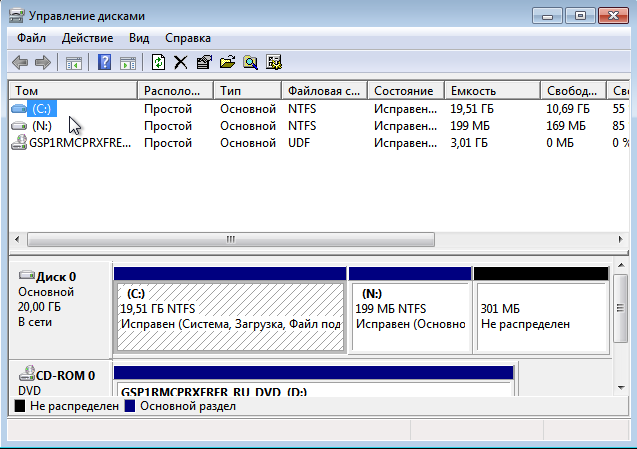 Управление дисками
Файл Действие Вид Справка
Том Располо... Тип Файловая с... Состояние Емкость Свобод... Сво
(C:) Простой Основной NTFS Исправен... 19,51 ГБ 10,69 ГБ 55
(N:) Простой Основной NTFS Исправен... 199 МБ 169 МБ 85
GSP1RMCPRXFRE... Простой Основной UDF Исправен... 3,01 ГБ 0 МБ 0 %
Диск 0
Основной
20,00 ГБ
В сети
(C:)
19,51 ГБ NTFS
Исправен (Система, Загрузка, Файл под
(N:)
199 МБ NTFS
Исправен (Основно
301 МБ
Не распределен
CD-ROM 0
DVD
GSP1RMCPRXFRER_RU_DVD (D:)
Не распределен Основной раздел